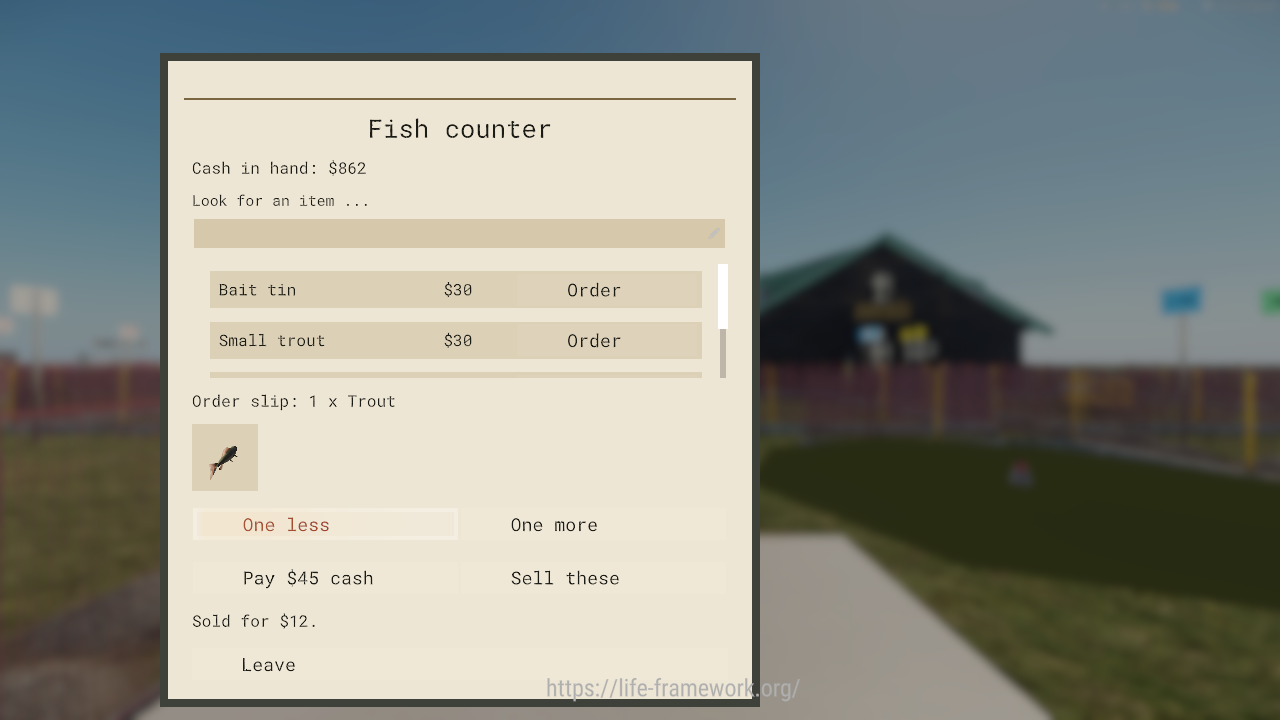 Fish counter
Cash in hand: $862
Look for an item ...
Bait tin $30 Order
Small trout $30 Order
Order slip: 1 x Trout
One less One more
Pay $45 cash Sell these
Sold for $12.
Leave
https://life-framework.org/